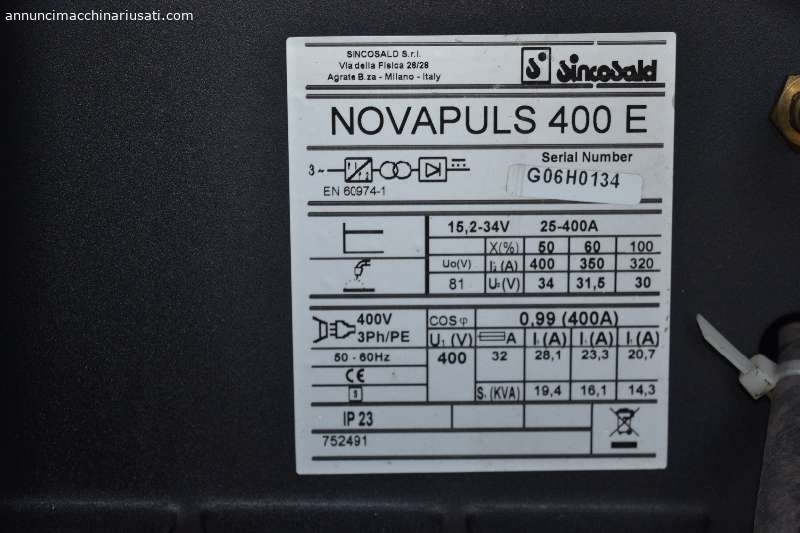 annuncimacchinariusati.com
SINCOSALD S.r.l.
Via della Fisica 26/28
Agrate B.za - Milano - Italy
SincoSald
NOVAPULS 400 E
3~
EN 60974-1
Serial Number
G06H0134
15,2-34V 25-400A
X(%) 50 60 100
U₀(V) I₂(A) 400 350 320
81 U₂(V) 34 31,5 30
400V
3Ph/PE
50 - 60Hz
COS φ 0,99 (400A)
U₁ (V) A I₁(A) I₁(A) I₁(A)
400 32 28,1 23,3 20,7
CE
S
S₁(KVA) 19,4 16,1 14,3
IP 23
752491